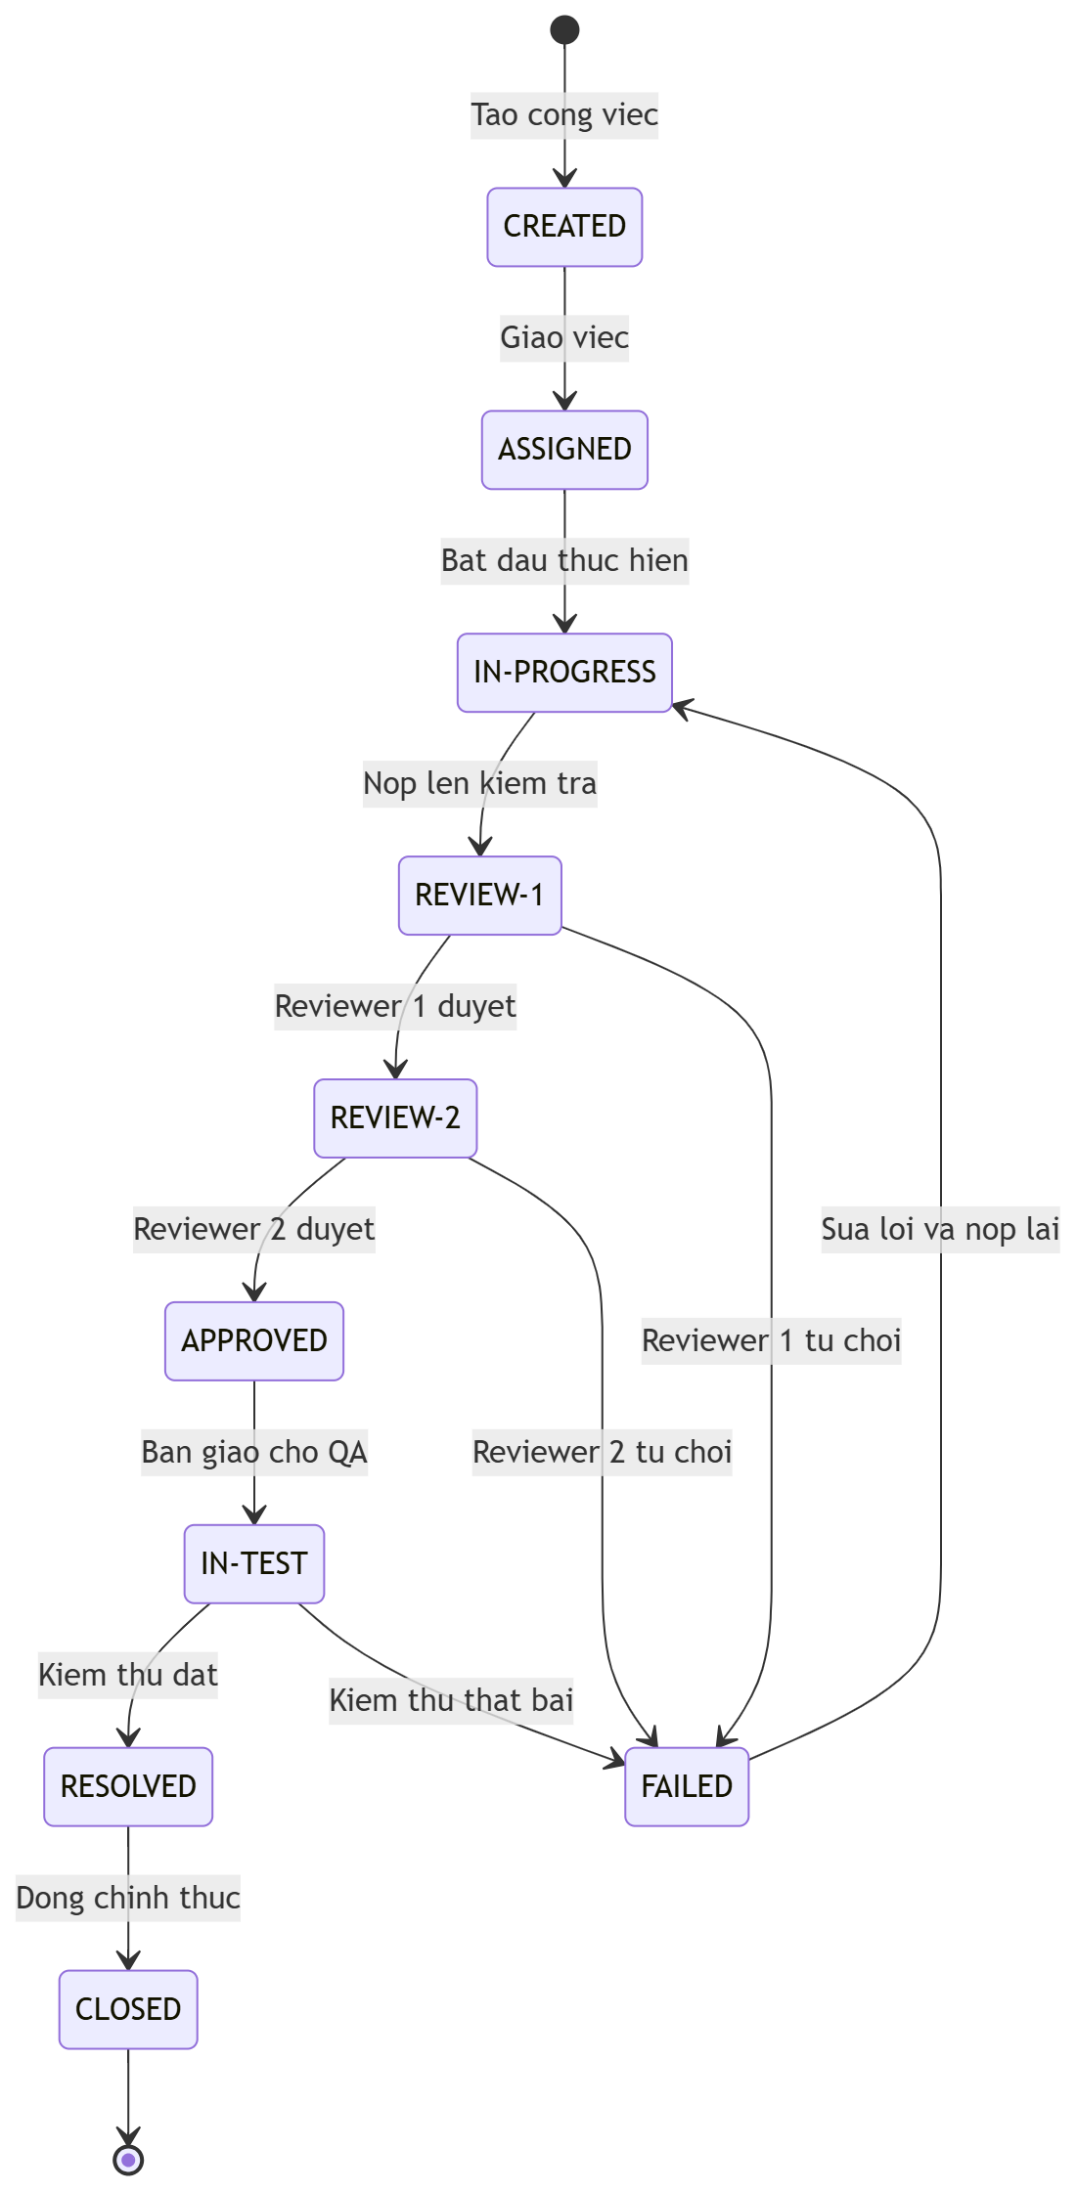 Tao cong viec
CREATED
Giao viec
ASSIGNED
Bat dau thuc hien
IN-PROGRESS
Nop len kiem tra
REVIEW-1
Reviewer 1 duyet
REVIEW-2
Reviewer 2 duyet
Sua loi va nop lai
APPROVED
Reviewer 1 tu choi
Ban giao cho QA
Reviewer 2 tu choi
IN-TEST
Kiem thu dat
Kiem thu that bai
RESOLVED
FAILED
Dong chinh thuc
CLOSED